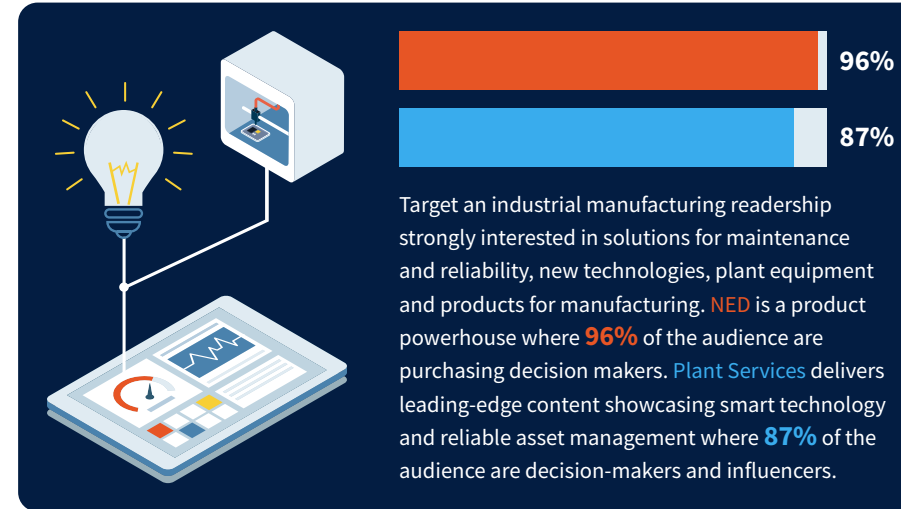 96%
87%
Target an industrial manufacturing readership
strongly interested in solutions for maintenance
and reliability, new technologies, plant equipment
and products for manufacturing. NED is a product
powerhouse where 96% of the audience are
purchasing decision makers. Plant Services delivers
leading-edge content showcasing smart technology
and reliable asset management where 87% of the
audience are decision-makers and influencers.